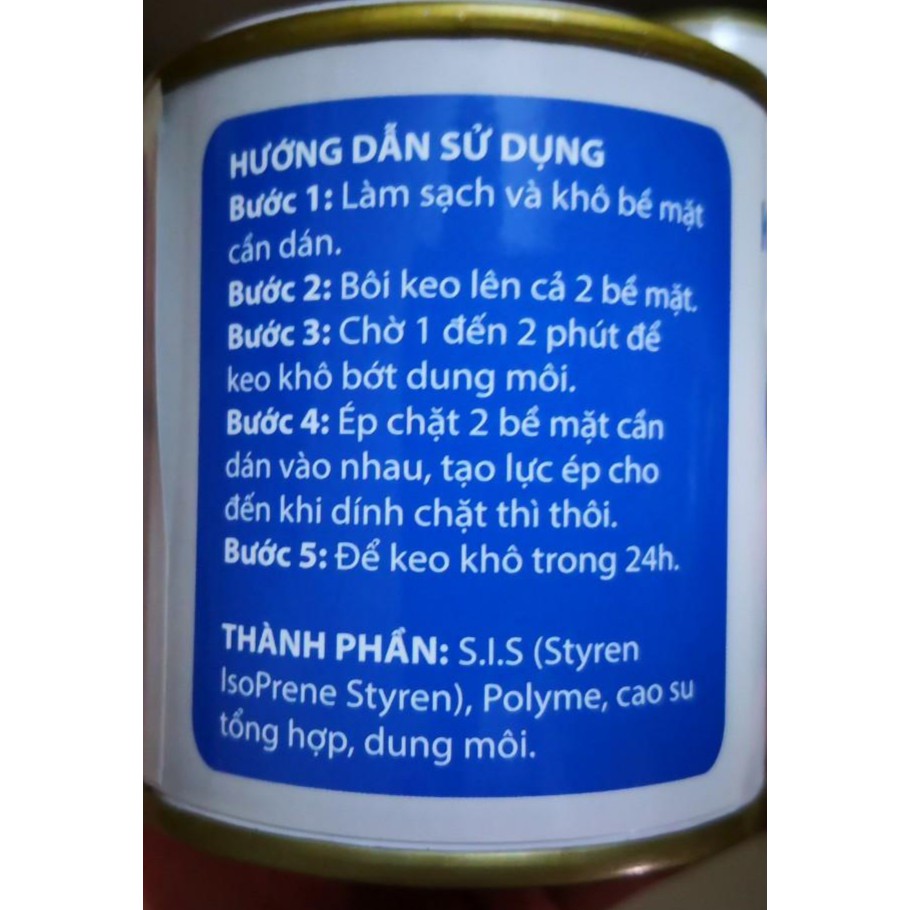 HƯỚNG DẪN SỬ DỤNG
Bước 1: Làm sạch và khô bề mặt
cần dán.
Bước 2: Bôi keo lên cả 2 bề mặt.
Bước 3: Chờ 1 đến 2 phút để
keo khô bớt dung môi.
Bước 4: Ép chặt 2 bề mặt cần
dán vào nhau, tạo lực ép cho
đến khi dính chặt thì thôi.
Bước 5: Để keo khô trong 24h.
THÀNH PHẦN: S.I.S (Styren
IsoPrene Styren), Polyme, cao su
tổng hợp, dung môi.